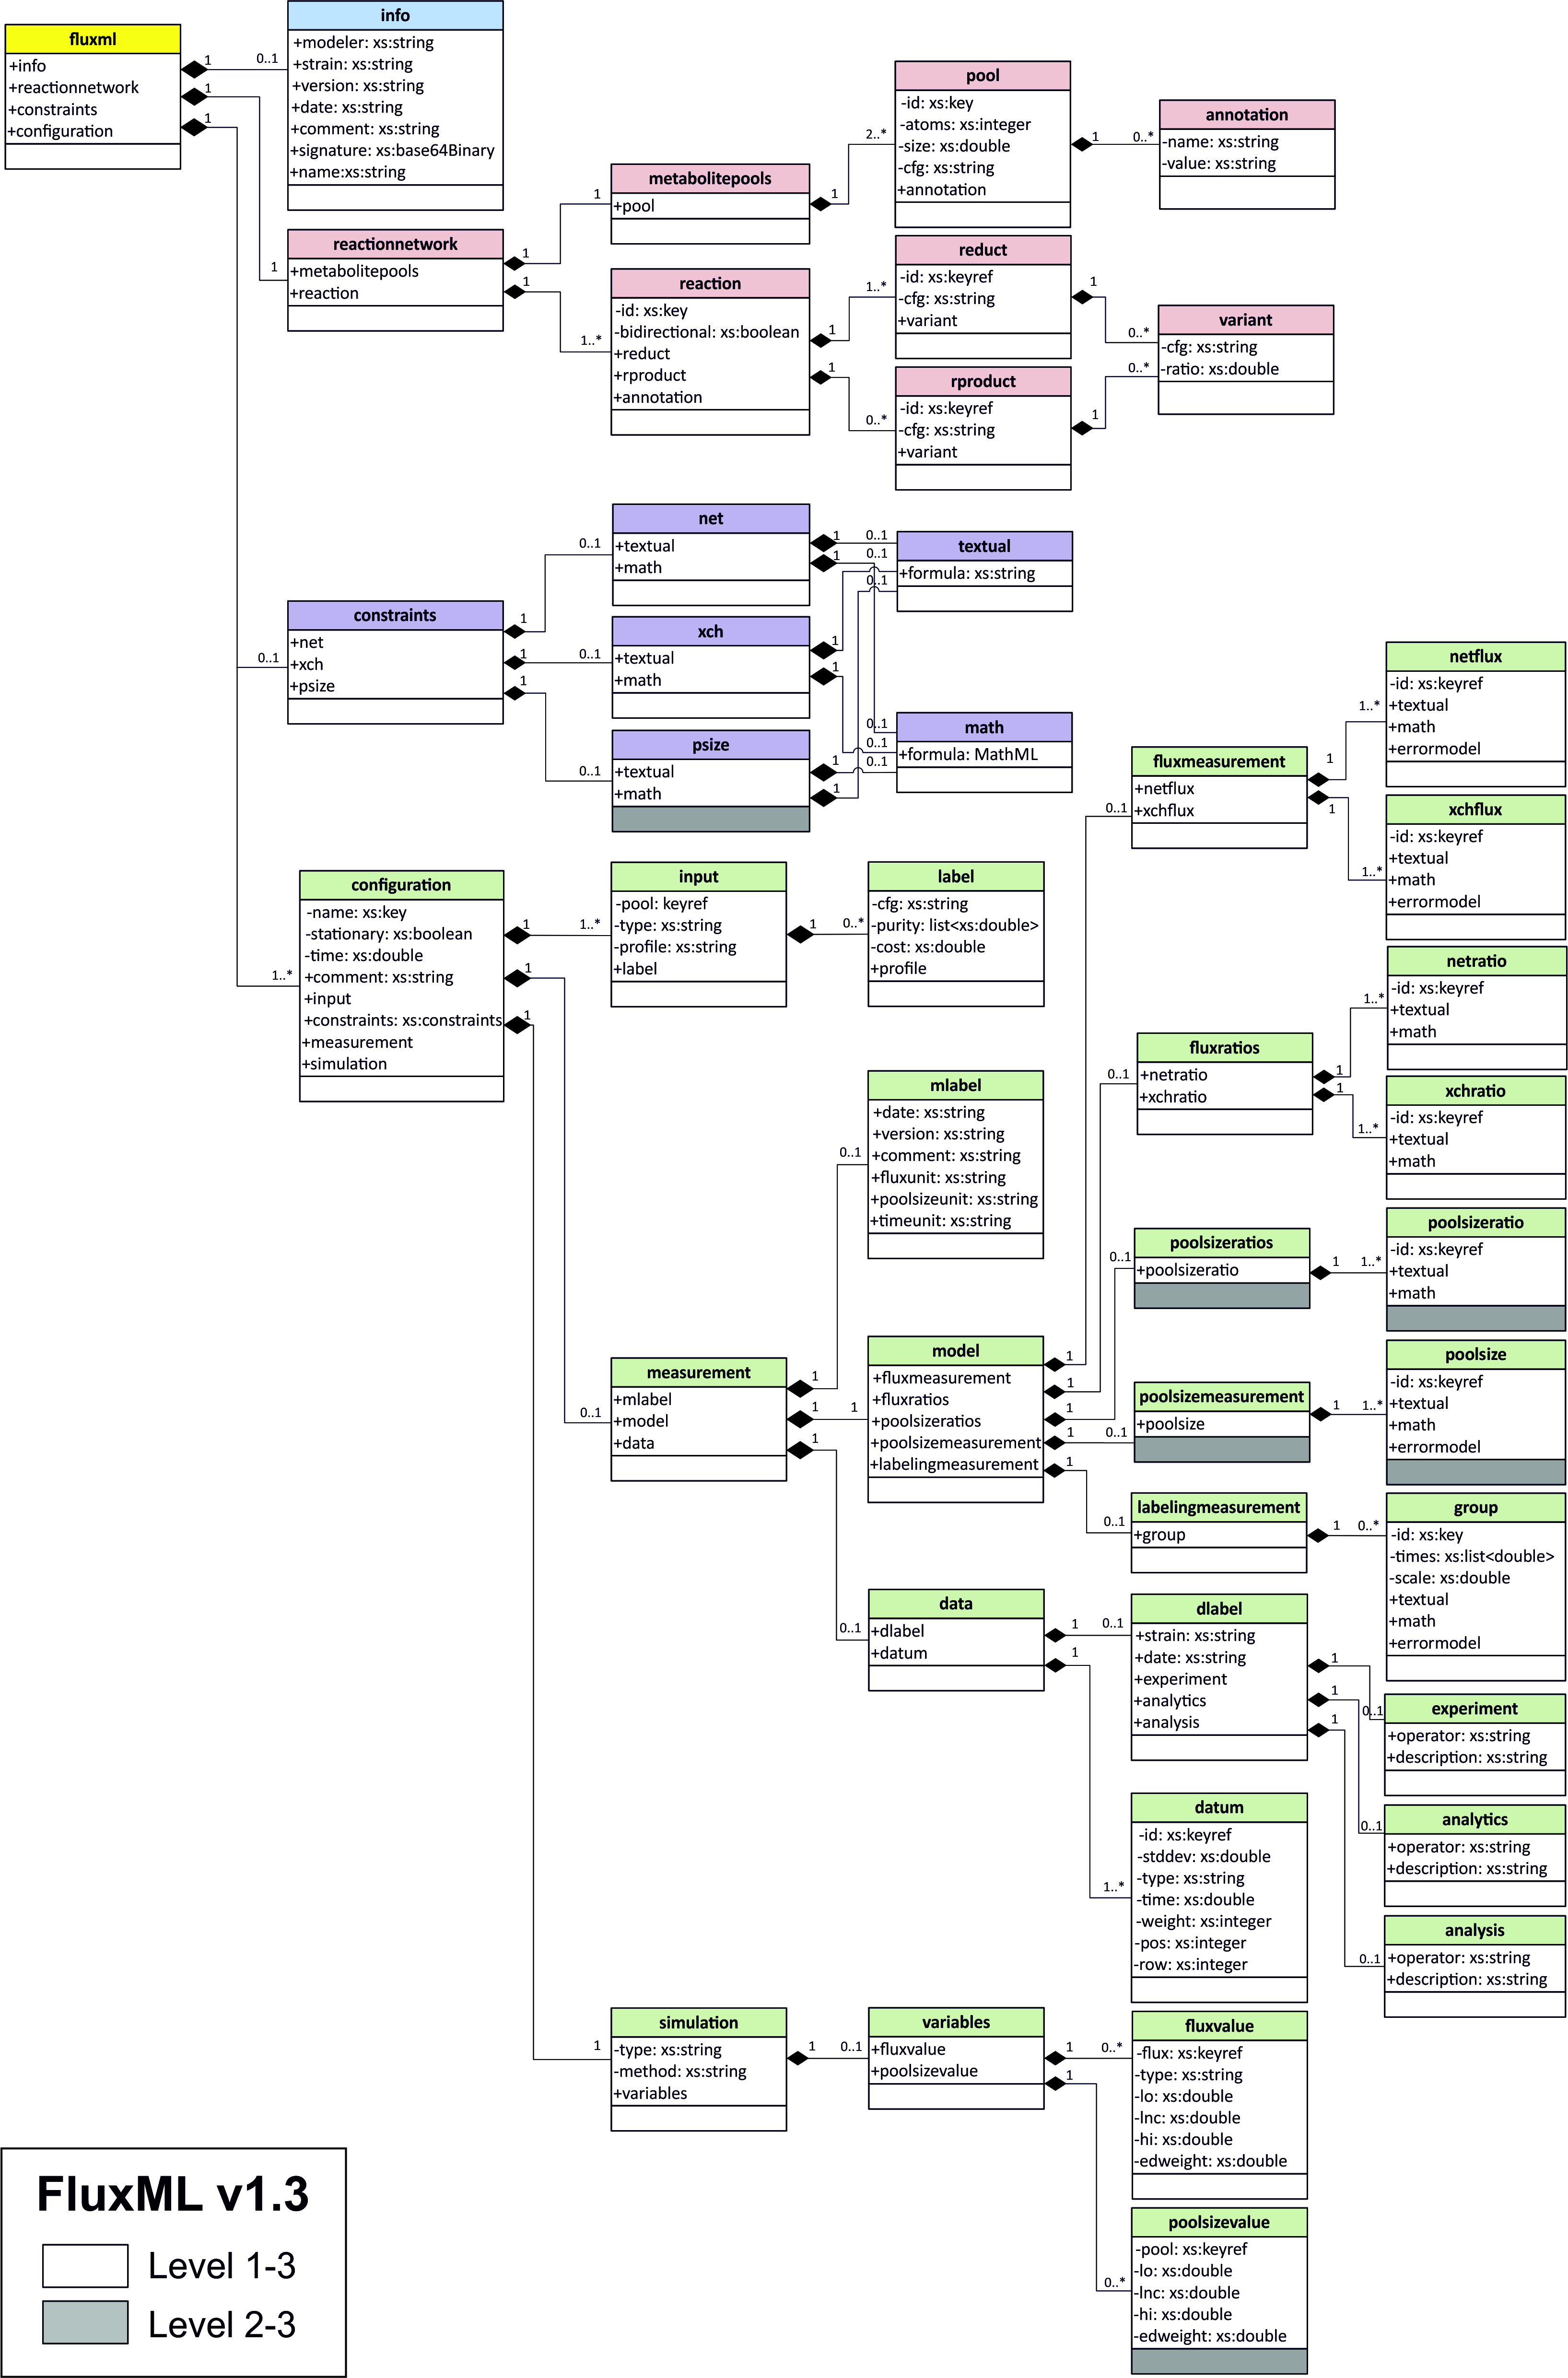 fluxml
+info
+reactionnetwork
+constraints
+configuration
1
0..1
1
1
info
+modeler: xs:string
+strain: xs:string
+version: xs:string
+date: xs:string
+comment: xs:string
+signature: xs:base64Binary
+name:xs:string
1
reactionnetwork
+metabolitepools
+reaction
1
1
1
metabolitepools
+pool
1
2..*
pool
-id: xs:key
-atoms: xs:integer
-size: xs:double
-cfg: xs:string
+annotation
1
0..*
annotation
-name: xs:string
-value: xs:string
1..*
reaction
-id: xs:key
-bidirectional: xs:boolean
+reduct
+rproduct
+annotation
1
1
1..*
reduct
-id: xs:keyref
-cfg: xs:string
+variant
1
0..*
0..*
rproduct
-id: xs:keyref
-cfg: xs:string
+variant
1
0..*
variant
-cfg: xs:string
-ratio: xs:double
0..1
constraints
+net
+xch
+psize
1
1
1
0..1
net
+textual
+math
1
1
0..1
xch
+textual
+math
1
1
0..1
psize
+textual
+math
1
1
0..1
0..1
0..1
textual
+formula: xs:string
0..1
0..1
0..1
math
+formula: MathML
1..*
configuration
-name: xs:key
-stationary: xs:boolean
-time: xs:double
+comment: xs:string
+input
+constraints: xs:constraints
+measurement
+simulation
1
1
1
1..*
input
-pool: keyref
-type: xs:string
-profile: xs:string
+label
1
0..*
label
-cfg: xs:string
-purity: list<xs:double>
-cost: xs:double
+profile
0..1
mlabel
+date: xs:string
+version: xs:string
+comment: xs:string
+fluxunit: xs:string
+poolsizeunit: xs:string
+timeunit: xs:string
0..1
measurement
+mlabel
+model
+data
1
1
1
1
model
+fluxmeasurement
+fluxratios
+poolsizeratios
+poolsizemeasurement
+labelingmeasurement
1
1
1
1
1
0..1
fluxmeasurement
+netflux
+xchflux
1
1
1..*
netflux
-id: xs:keyref
+textual
+math
+errormodel
1..*
xchflux
-id: xs:keyref
+textual
+math
+errormodel
0..1
fluxratios
+netratio
+xchratio
1
1
1..*
netratio
-id: xs:keyref
+textual
+math
1..*
xchratio
-id: xs:keyref
+textual
+math
0..1
poolsizeratios
+poolsizeratio
1
1..*
poolsizeratio
-id: xs:keyref
+textual
+math
0..1
poolsizemeasurement
+poolsize
1
1..*
poolsize
-id: xs:keyref
+textual
+math
+errormodel
0..1
labelingmeasurement
+group
1
0..*
group
-id: xs:key
-times: xs:list<double>
-scale: xs:double
+textual
+math
+errormodel
0..1
data
+dlabel
+datum
1
1
0..1
dlabel
+strain: xs:string
+date: xs:string
+experiment
+analytics
+analysis
1
1
1
0..1
experiment
+operator: xs:string
+description: xs:string
0..1
analytics
+operator: xs:string
+description: xs:string
0..1
analysis
+operator: xs:string
+description: xs:string
1..*
datum
-id: xs:keyref
-stddev: xs:double
-type: xs:string
-time: xs:double
-weight: xs:integer
-pos: xs:integer
-row: xs:integer
1
simulation
-type: xs:string
-method: xs:string
+variables
1
0..1
variables
+fluxvalue
+poolsizevalue
1
1
0..*
fluxvalue
-flux: xs:keyref
-type: xs:string
-lo: xs:double
-lnc: xs:double
-hi: xs:double
-edweight: xs:double
0..*
poolsizevalue
-pool: xs:keyref
-lo: xs:double
-lnc: xs:double
-hi: xs:double
-edweight: xs:double
FluxML v1.3
Level 1-3
Level 2-3